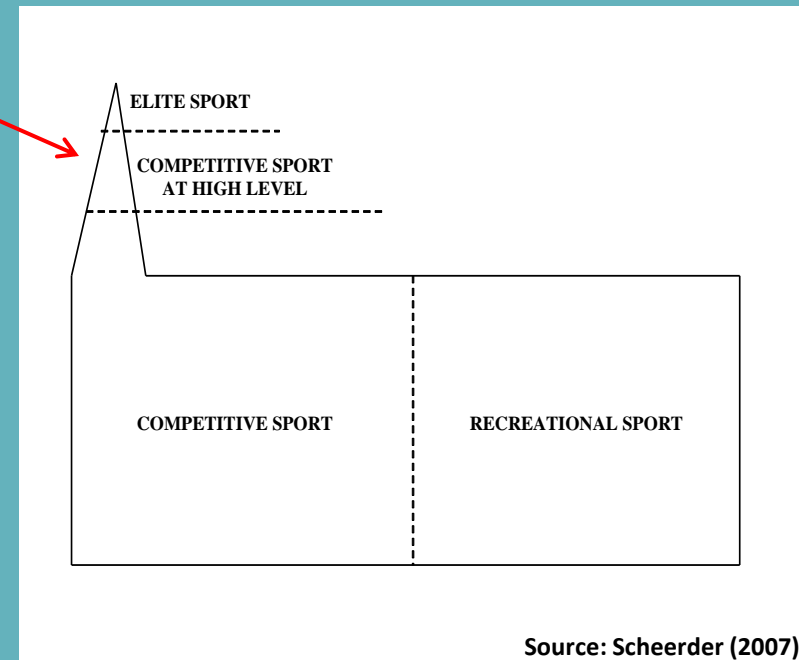 ELITE SPORT
COMPETITIVE SPORT
AT HIGH LEVEL
COMPETITIVE SPORT
RECREATIONAL SPORT
Source: Scheerder (2007)